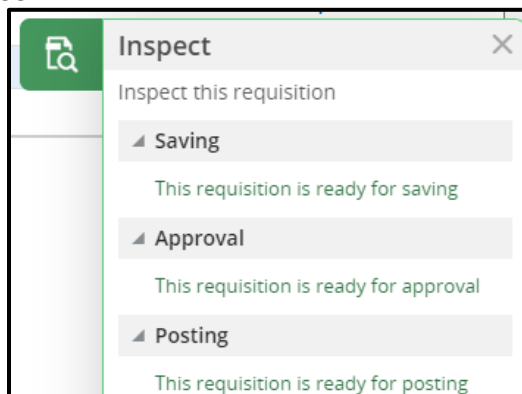 Inspect
Inspect this requisition
Saving
This requisition is ready for saving
Approval
This requisition is ready for approval
Posting
This requisition is ready for posting